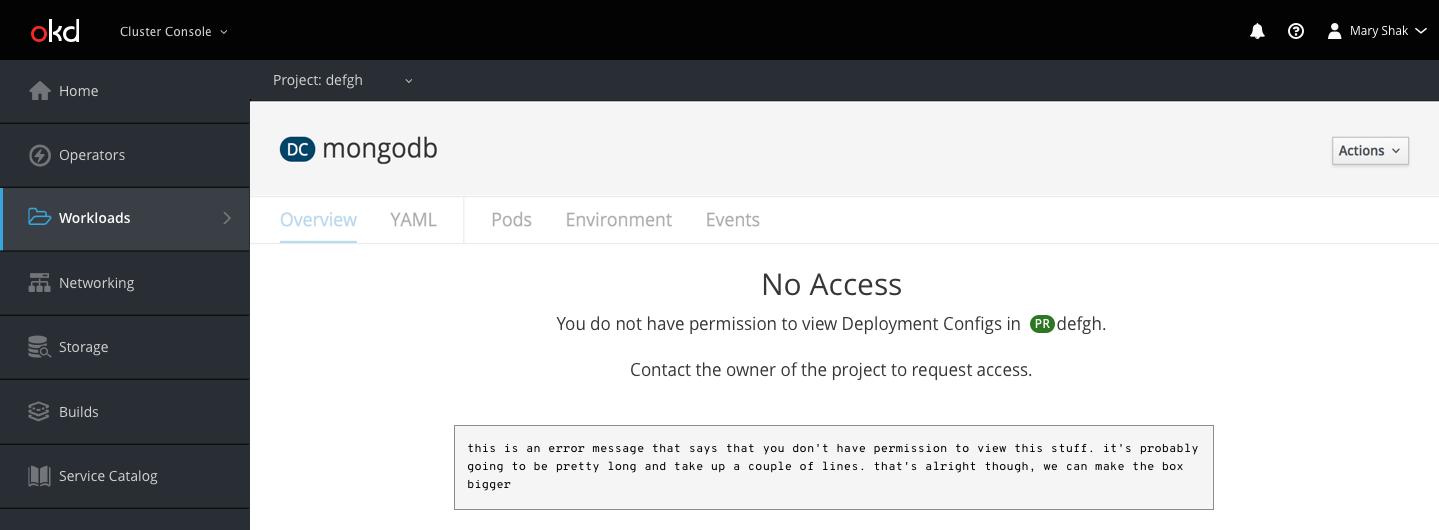 okd
Cluster Console
Mary Shak
Project: defgh
Home
Operators
Workloads
Networking
Storage
Builds
Service Catalog
DC mongodb
Actions
Overview YAML Pods Environment Events
No Access
You do not have permission to view Deployment Configs in PR defgh.
Contact the owner of the project to request access.
this is an error message that says that you don't have permission to view this stuff. it's probably
going to be pretty long and take up a couple of lines. that's alright though, we can make the box
bigger